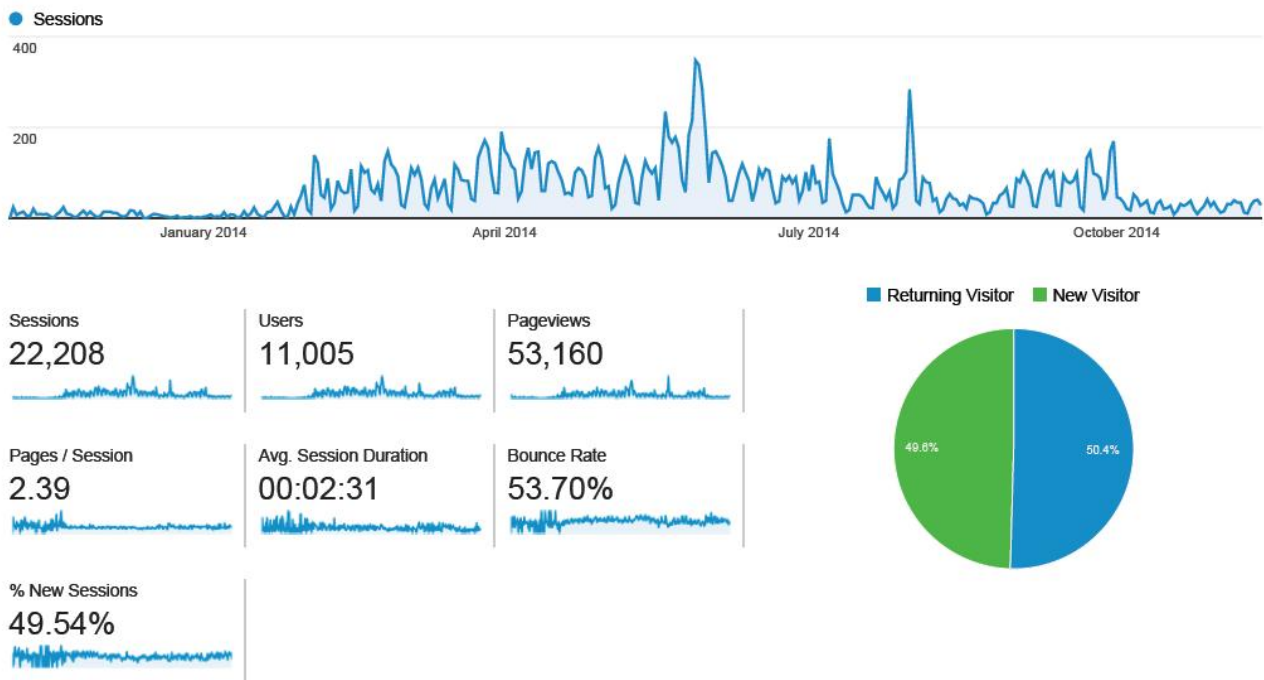 Sessions
400
200
January 2014 April 2014 July 2014 October 2014
Returning Visitor New Visitor
Sessions Users Pageviews
22,208 11,005 53,160
49.6% 50.4%
Pages / Session Avg. Session Duration Bounce Rate
2.39 00:02:31 53.70%
% New Sessions
49.54%